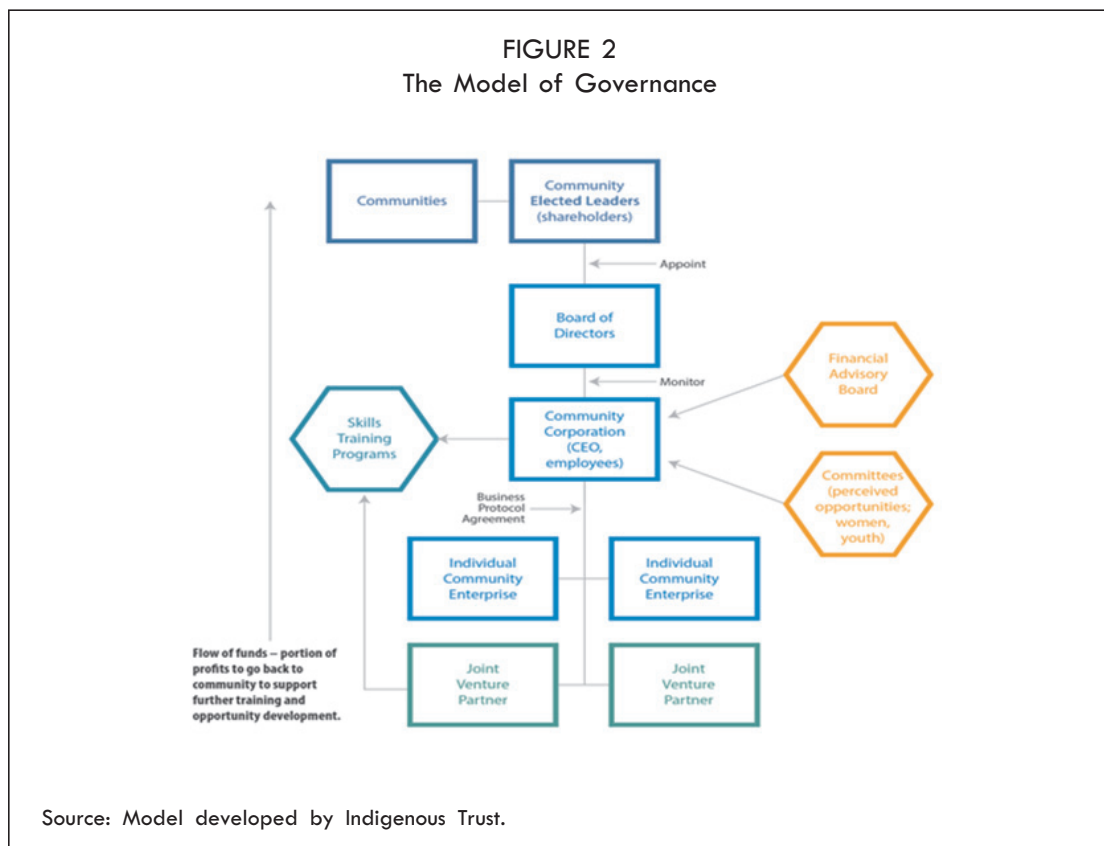 FIGURE 2
The Model of Governance
Communities
Community
Elected Leaders
(shareholders)
Appoint
Board of
Directors
Monitor
Financial
Advisory
Board
Skills
Training
Programs
Community
Corporation
(CEO,
employees)
Committees
(perceived
opportunities;
women,
youth)
Business
Protocol
Agreement
Individual
Community
Enterprise
Individual
Community
Enterprise
Flow of funds – portion of
profits to go back to
community to support
further training and
opportunity development.
Joint
Venture
Partner
Joint
Venture
Partner
Source: Model developed by Indigenous Trust.